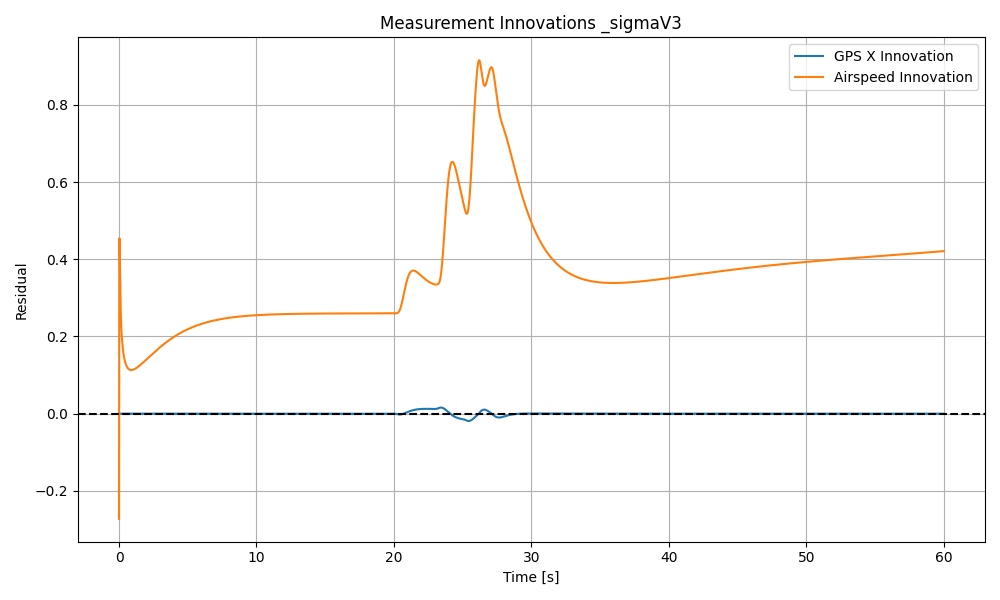 Measurement Innovations _sigmaV3
GPS X Innovation
Airspeed Innovation
Residual
0.8
0.6
0.4
0.2
0.0
−0.2
0 10 20 30 40 50 60
Time [s]